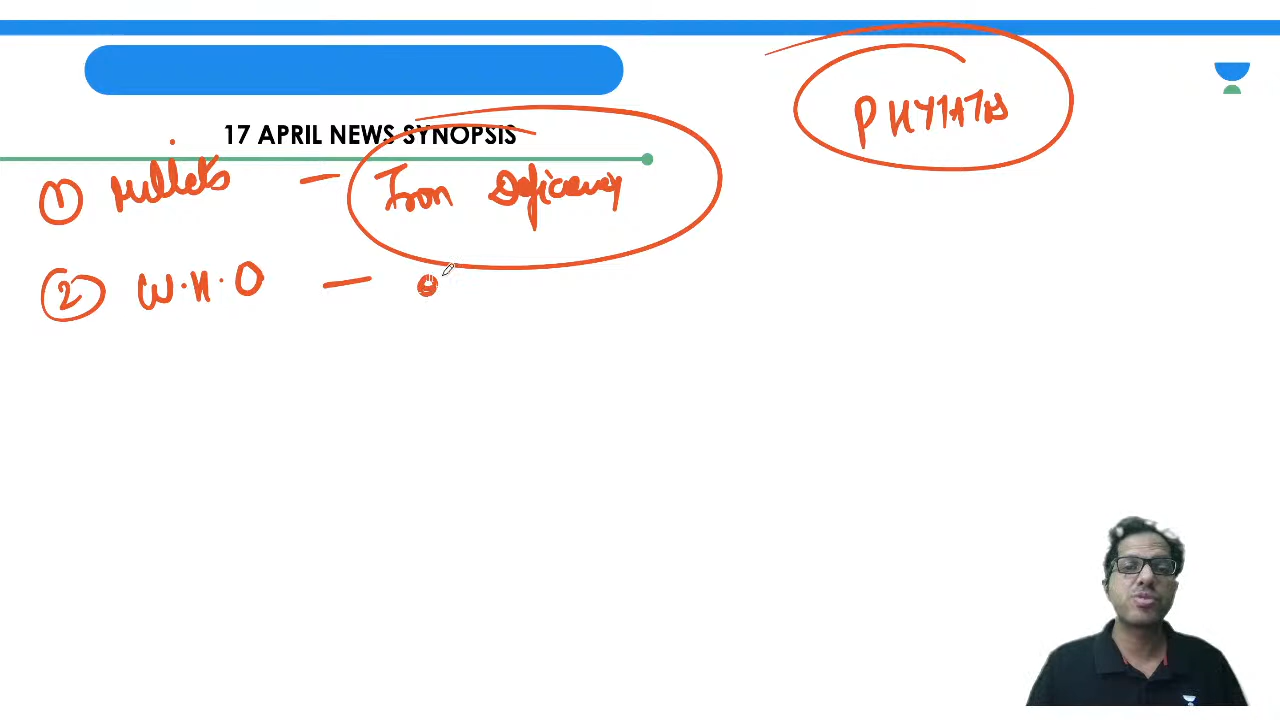 PHYTATES
17 APRIL NEWS SYNOPSIS
① Millets — Iron Deficiency
② W.H.O —